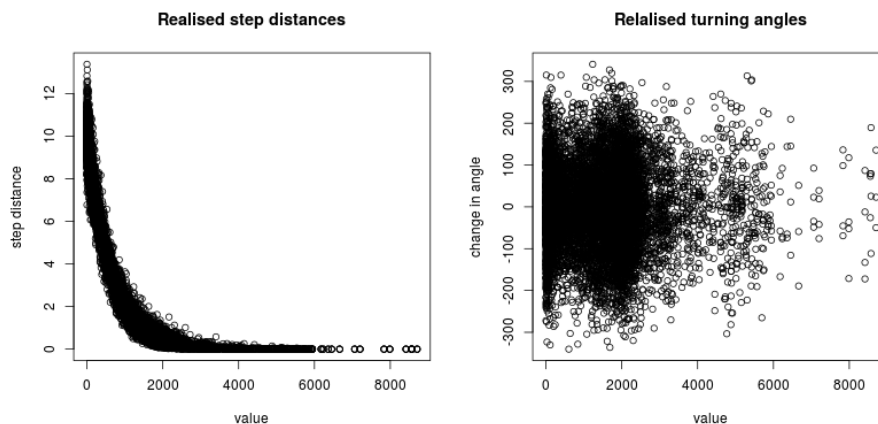 Realised step distances
step distance
12
10
8
6
4
2
0
0 2000 4000 6000 8000
value
Relalised turning angles
change in angle
300
200
100
0
-100
-200
-300
0 2000 4000 6000 8000
value